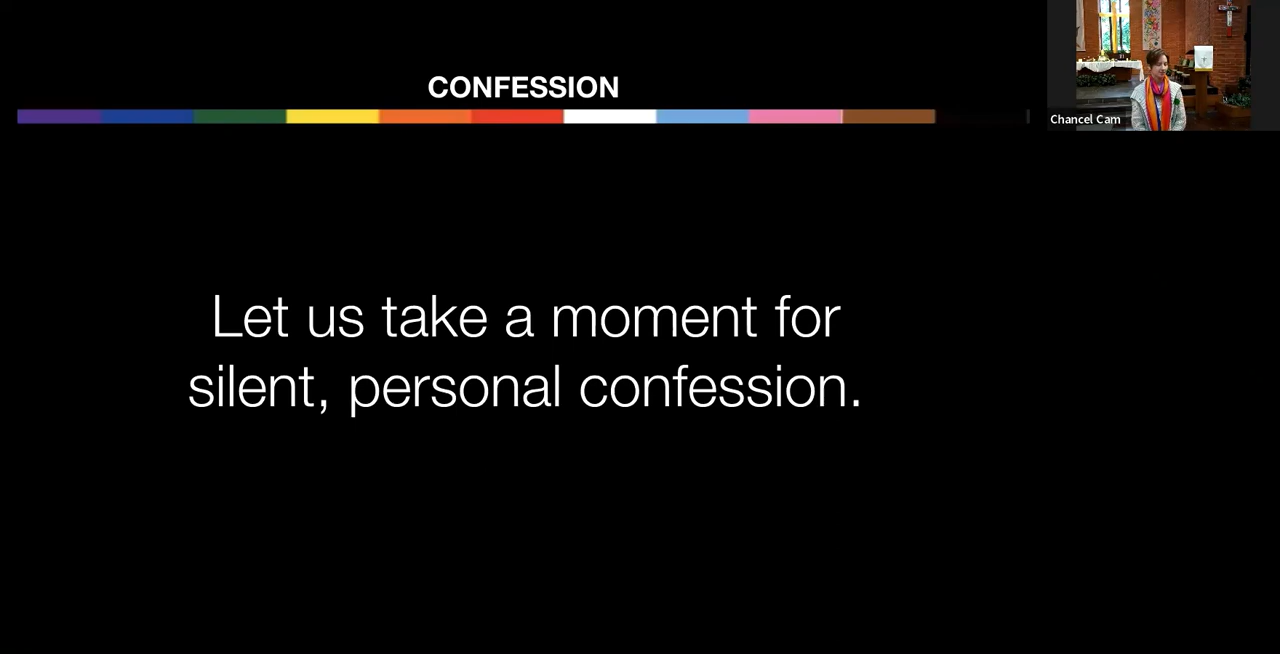 CONFESSION
Chancel Cam
Let us take a moment for
silent, personal confession.